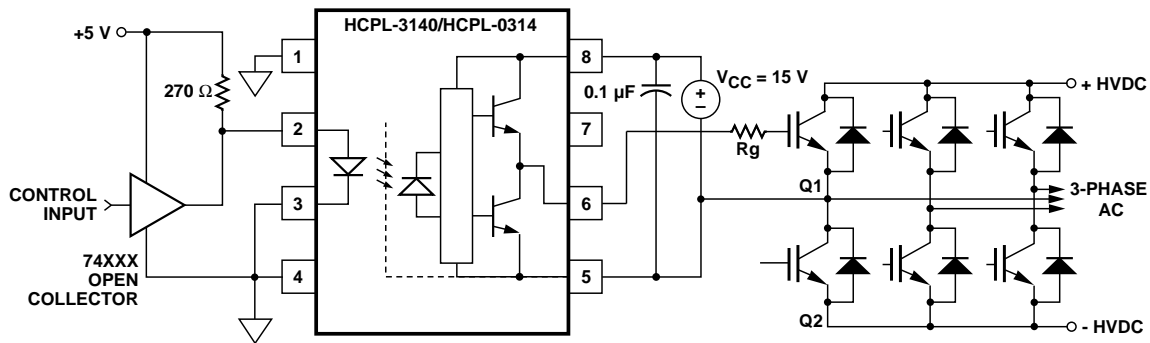 HCPL-3140/HCPL-0314
+5 V
270 Ω
1
2
3
4
8
7
6
5
0.1 µF
VCC = 15 V
+
–
Rg
+ HVDC
Q1
3-PHASE
AC
Q2
- HVDC
CONTROL
INPUT
74XXX
OPEN
COLLECTOR